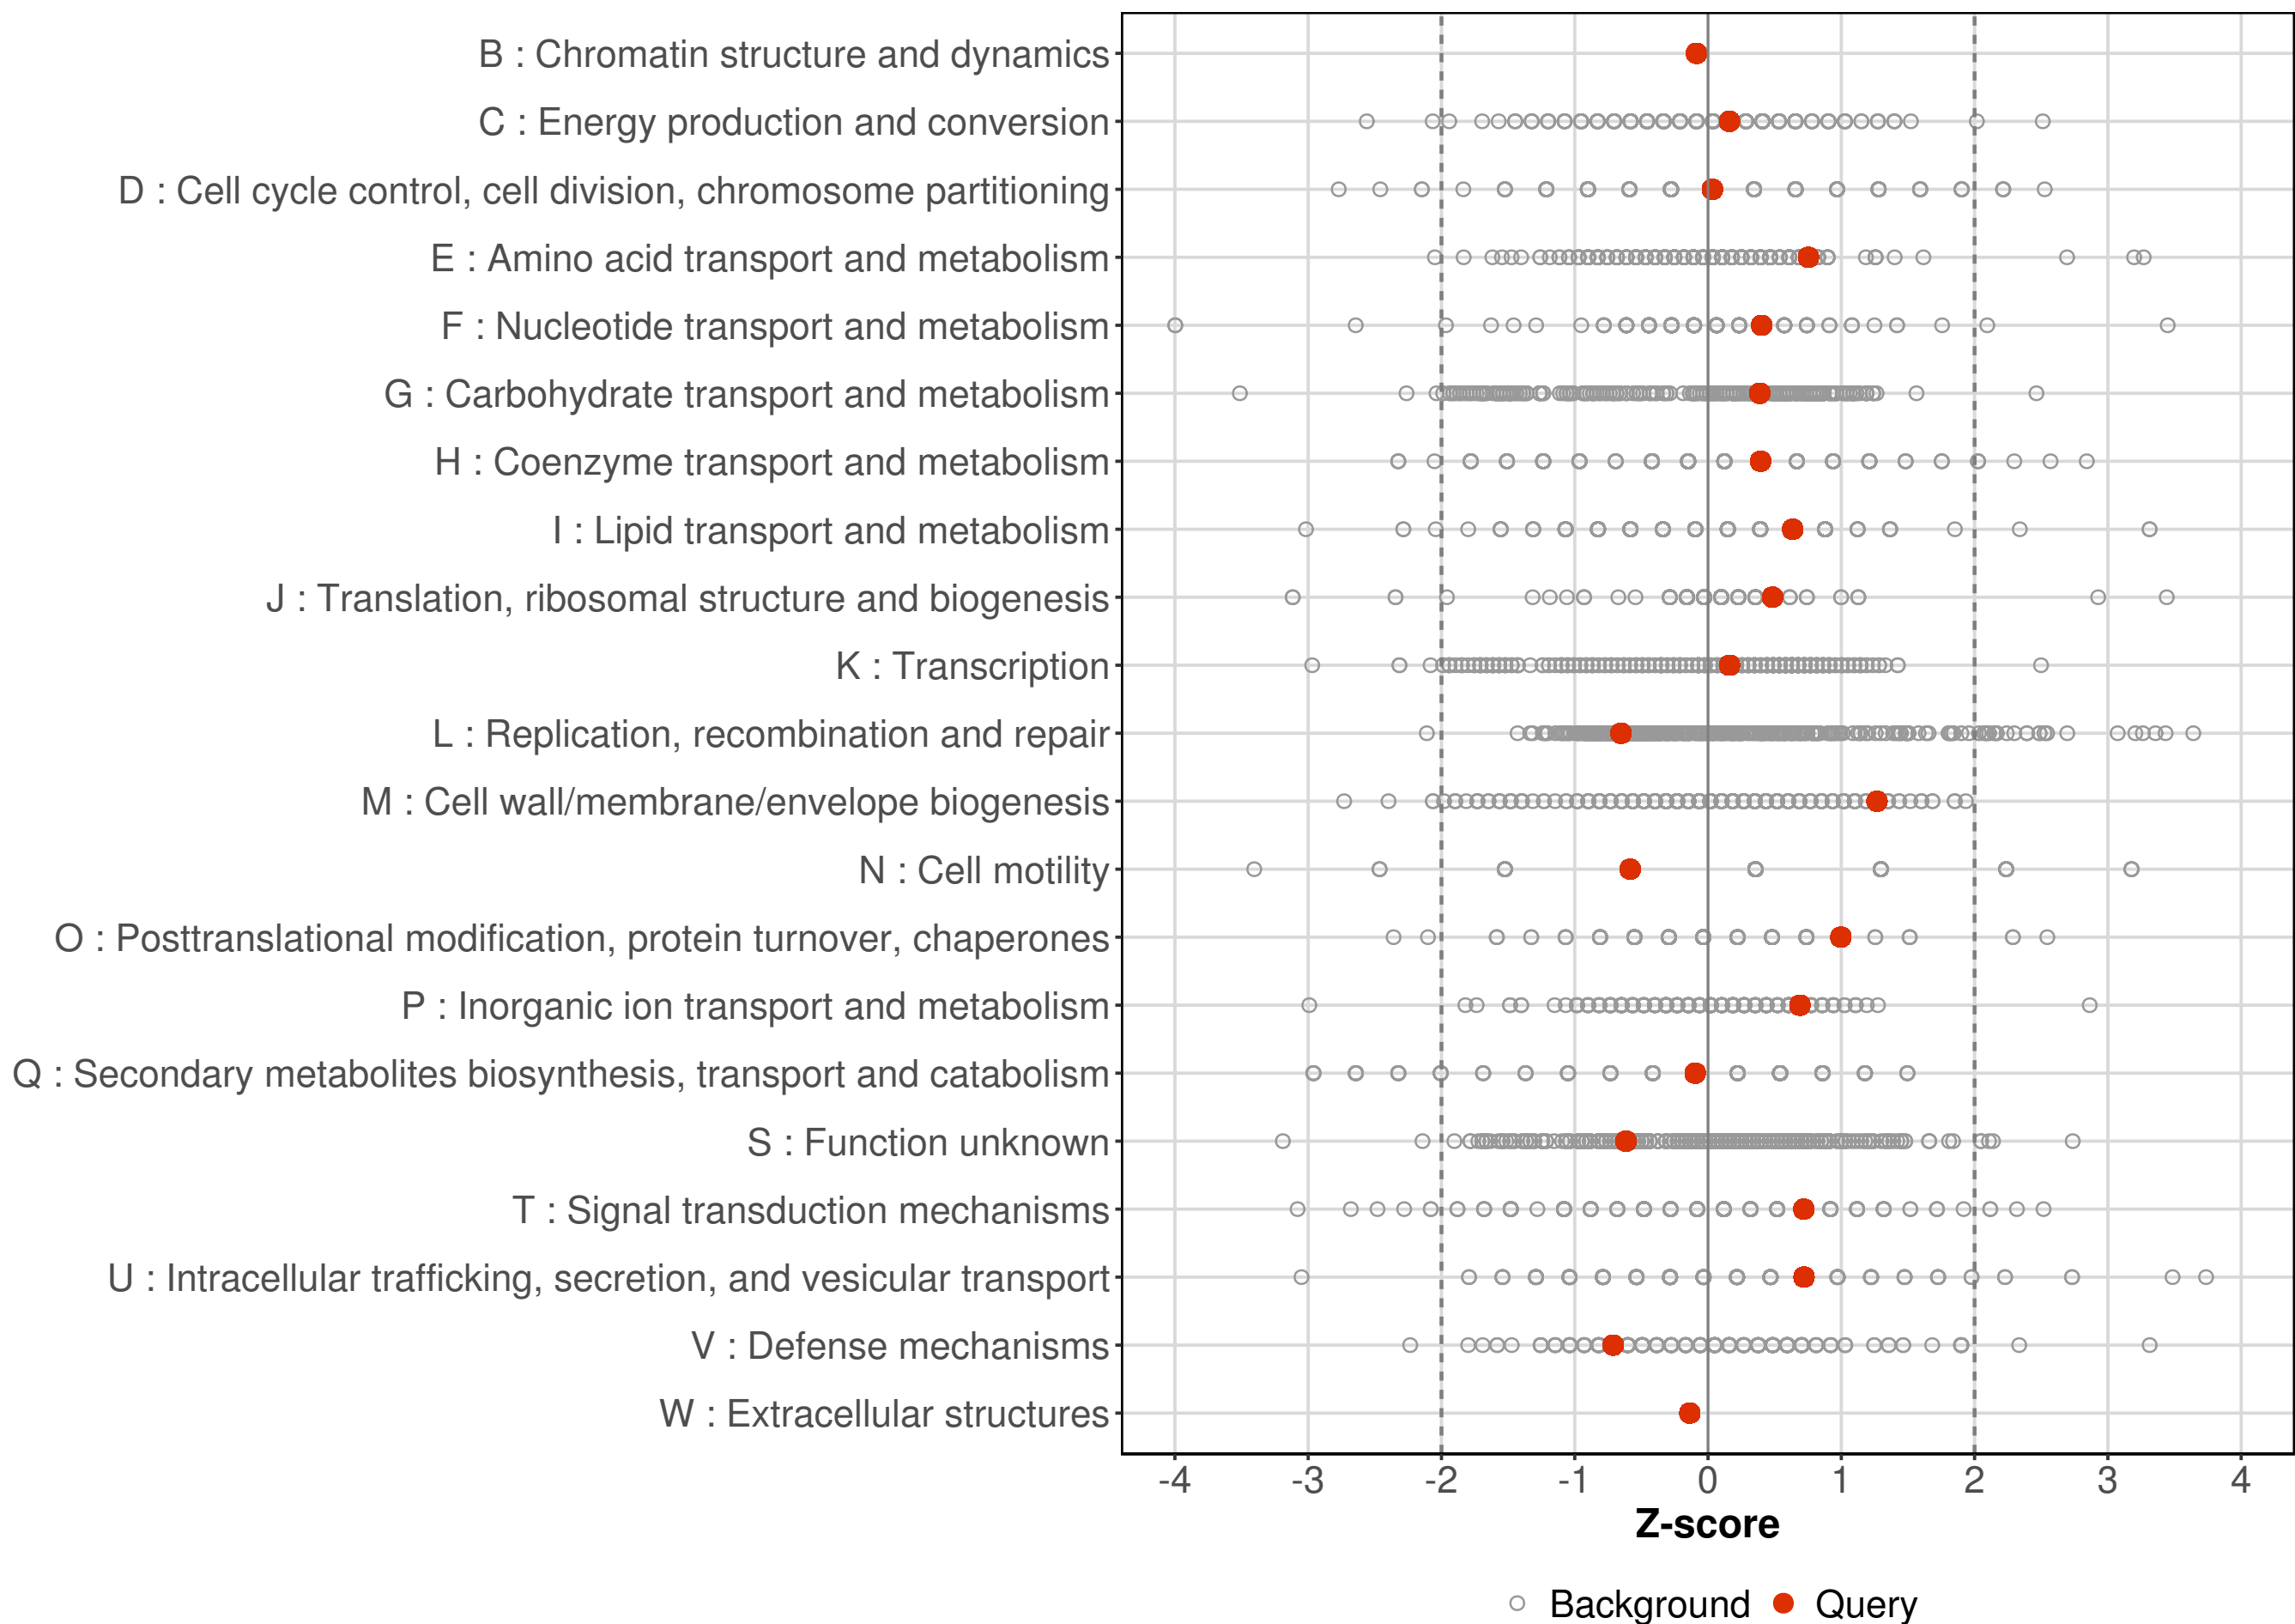 B : Chromatin structure and dynamics
C : Energy production and conversion
D : Cell cycle control, cell division, chromosome partitioning
E : Amino acid transport and metabolism
F : Nucleotide transport and metabolism
G : Carbohydrate transport and metabolism
H : Coenzyme transport and metabolism
I : Lipid transport and metabolism
J : Translation, ribosomal structure and biogenesis
K : Transcription
L : Replication, recombination and repair
M : Cell wall/membrane/envelope biogenesis
N : Cell motility
O : Posttranslational modification, protein turnover, chaperones
P : Inorganic ion transport and metabolism
Q : Secondary metabolites biosynthesis, transport and catabolism
S : Function unknown
T : Signal transduction mechanisms
U : Intracellular trafficking, secretion, and vesicular transport
V : Defense mechanisms
W : Extracellular structures
-4 -3 -2 -1 0 1 2 3 4
Z-score
Background Query